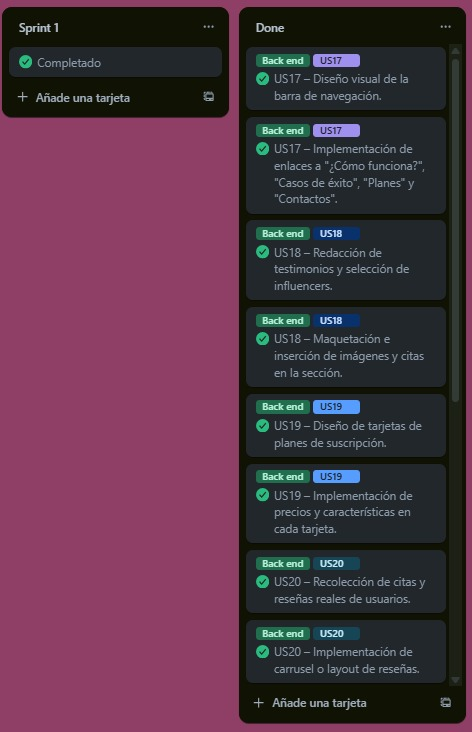 Sprint 1
Completado
Añade una tarjeta
Done
Back end US17
US17 – Diseño visual de la
barra de navegación.
Back end US17
US17 – Implementación de
enlaces a "¿Cómo funciona?",
"Casos de éxito", "Planes" y
"Contactos".
Back end US18
US18 – Redacción de
testimonios y selección de
influencers.
Back end US18
US18 – Maquetación e
inserción de imágenes y citas
en la sección.
Back end US19
US19 – Diseño de tarjetas de
planes de suscripción.
Back end US19
US19 – Implementación de
precios y características en
cada tarjeta.
Back end US20
US20 – Recolección de citas y
reseñas reales de usuarios.
Back end US20
US20 – Implementación de
carrusel o layout de reseñas.
Añade una tarjeta